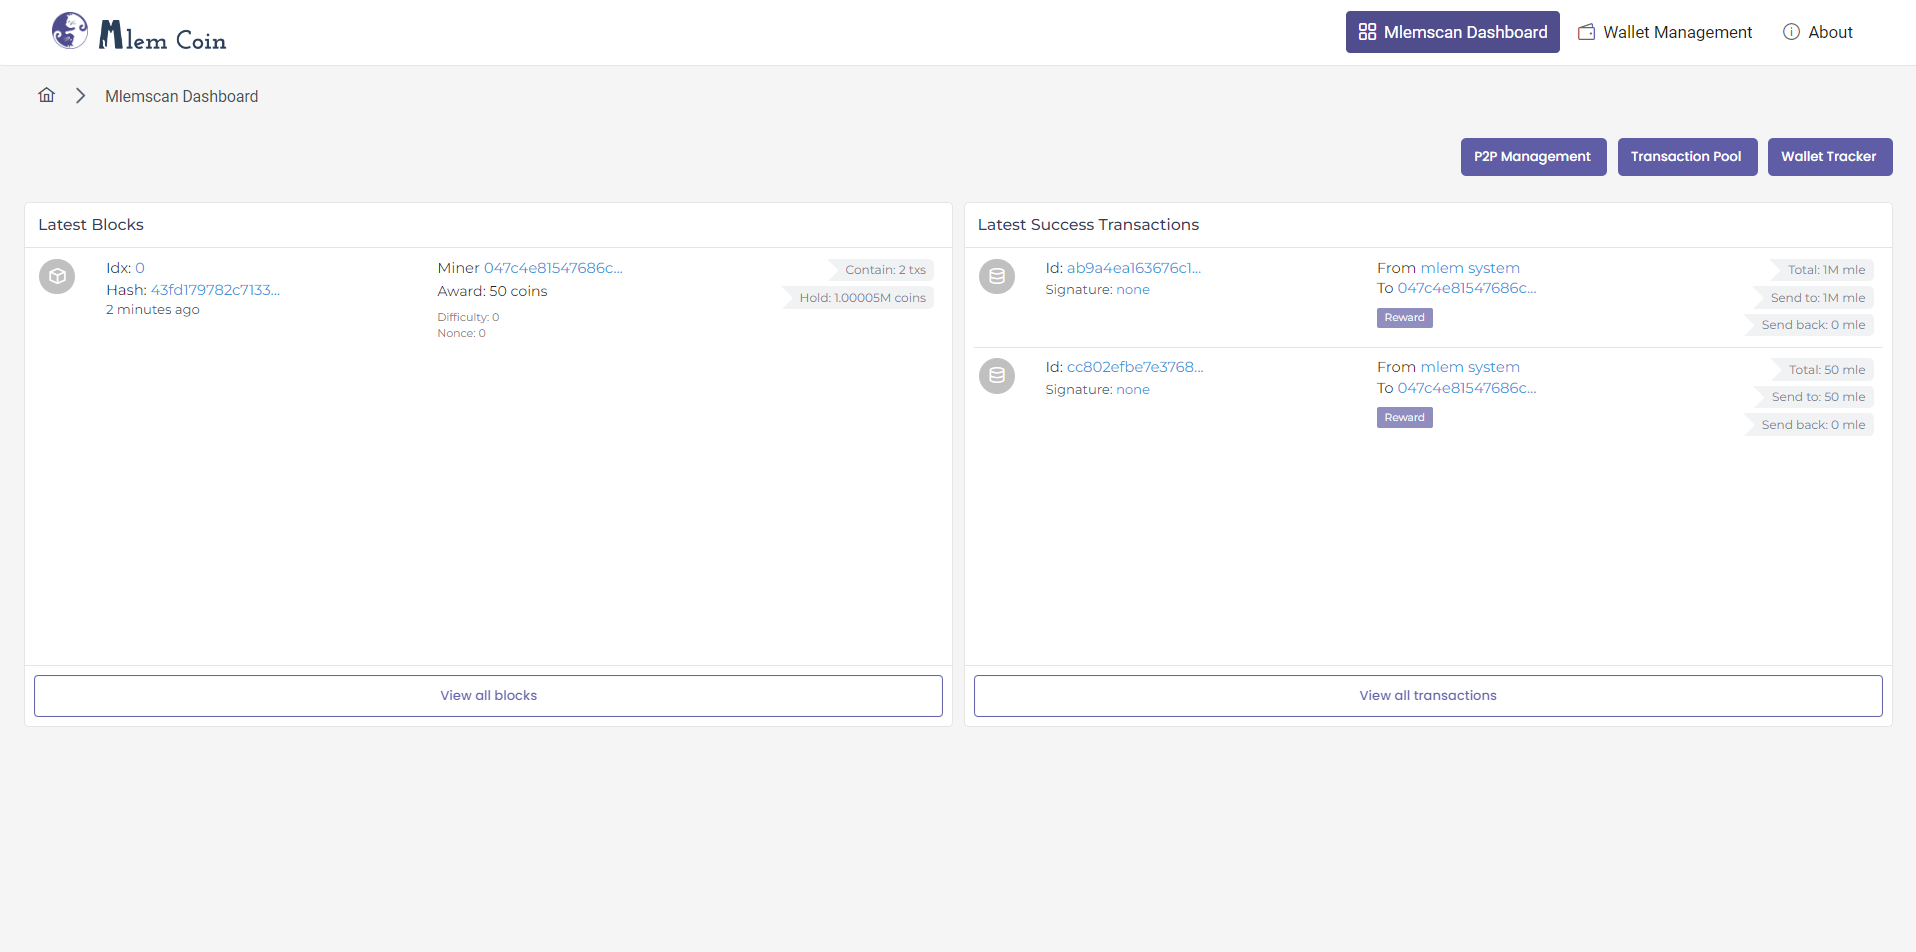 Mlem Coin
Mlemscan Dashboard
Wallet Management
About
Mlemscan Dashboard
P2P Management
Transaction Pool
Wallet Tracker
Latest Blocks
Idx: 0
Hash: 43fd179782c7133...
2 minutes ago
Miner 047c4e81547686c...
Award: 50 coins
Difficulty: 0
Nonce: 0
Contain: 2 txs
Hold: 1.00005M coins
View all blocks
Latest Success Transactions
Id: ab9a4ea163676c1...
Signature: none
From mlem system
To 047c4e81547686c...
Reward
Total: 1M mle
Send to: 1M mle
Send back: 0 mle
Id: cc802efbe7e3768...
Signature: none
From mlem system
To 047c4e81547686c...
Reward
Total: 50 mle
Send to: 50 mle
Send back: 0 mle
View all transactions